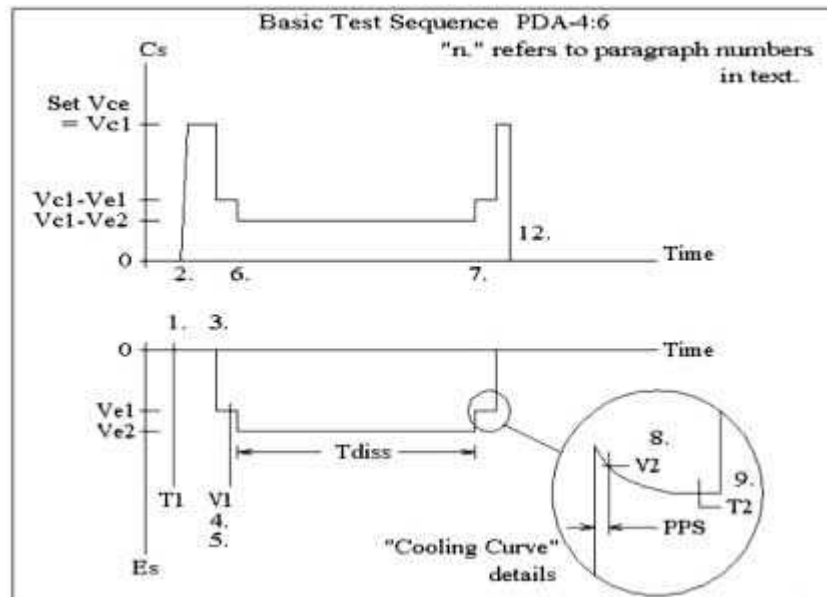 Basic Test Sequence PDA-4:6
"n." refers to paragraph numbers
in text.
Cs
Set Vce
= Vc1
Vc1-Ve1
Vc1-Ve2
0
2.
6.
7.
12.
Time
1.
3.
0
Time
Ve1
Ve2
Tdiss
T1
V1
4.
5.
Es
8.
V2
9.
T2
PPS
"Cooling Curve"
details